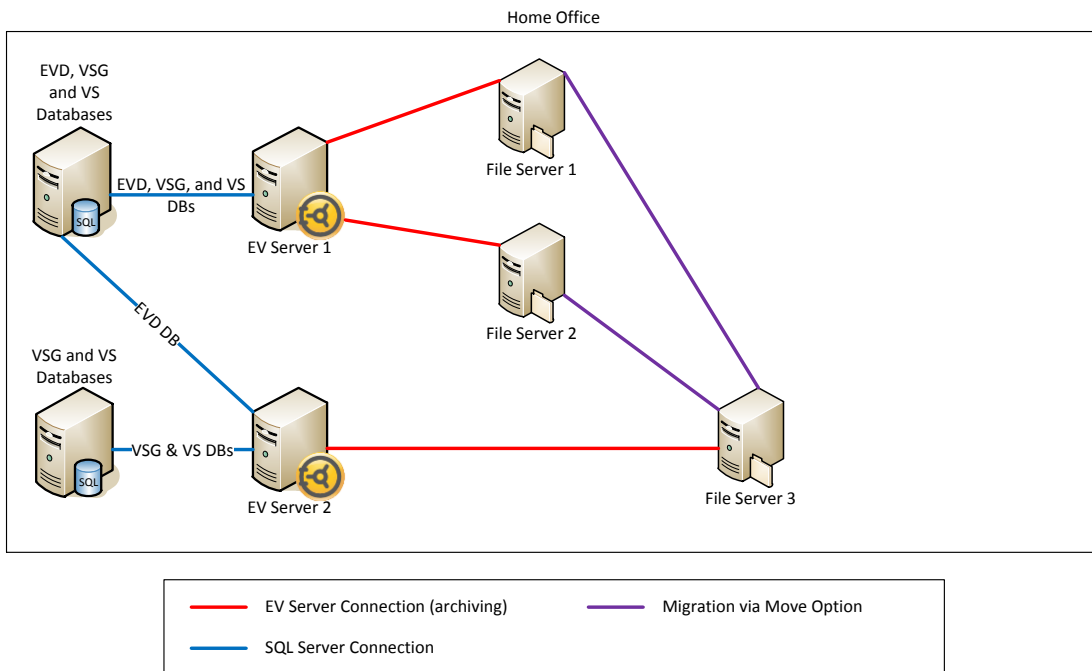 Home Office
EVD, VSG
and VS
Databases
SQL
EVD, VSG, and VS
DBs
EV Server 1
File Server 1
File Server 2
EVD DB
VSG and VS
Databases
SQL
VSG & VS DBs
EV Server 2
File Server 3
EV Server Connection (archiving)
Migration via Move Option
SQL Server Connection